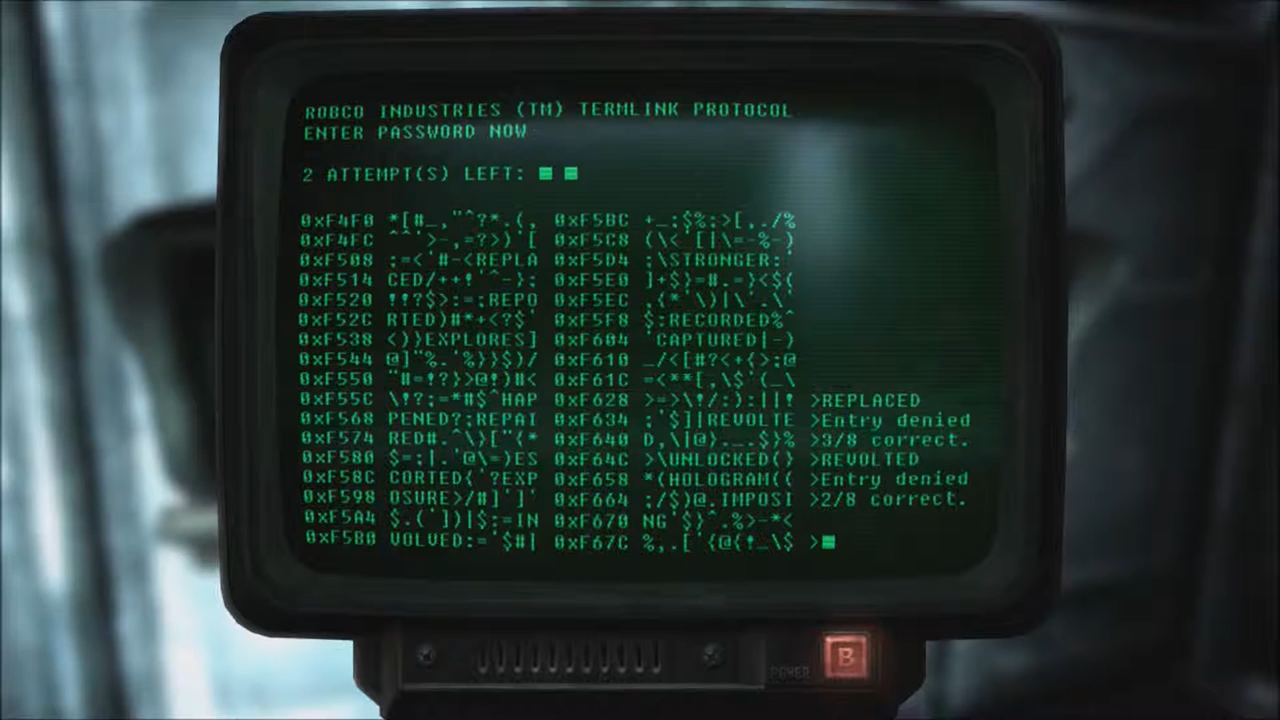 ROBCO INDUSTRIES (TM) TERMLINK PROTOCOL
ENTER PASSWORD NOW
2 ATTEMPT(S) LEFT:
0xF4F0 *[#_,"^?*.(, 0xF5BC +_;$%:>[,./%
0xF4FC ^^'>-,=?>)'[ 0xF5C8 (\<'[|\=-%-)
0xF508 ;=<'#-<REPLA 0xF5D4 ;\STRONGER:'
0xF514 CED/++!'^-}: 0xF5E0 ]+$}=#.=}<${
0xF520 !!?$>:=;REPO 0xF5EC ,{*'\)|\'.\'
0xF52C RTED)#*+<?$' 0xF5F8 $:RECORDED%^
0xF538 <)}EXPLORES] 0xF604 'CAPTURED|-)
0xF544 @]"%.'%}}$)/ 0xF610 _/<[#?<+{>;@
0xF550 "#=!?}>@!)#< 0xF61C =<**[,\$'(_\
0xF55C \!?;=*#$^HAP 0xF628 >=>\!/:):||! >REPLACED
0xF568 PENED?;REPAI 0xF634 ;'$]|REVOLTE >Entry denied
0xF574 RED#.^\}["{* 0xF640 D,\|@}._.$}% >3/8 correct.
0xF580 $=;|.'@\=)ES 0xF64C >\UNLOCKED() >REVOLTED
0xF58C CORTED{'?EXP 0xF658 *(HOLOGRAM(( >Entry denied
0xF598 OSURE>/#]']' 0xF664 ;/$)@.IMPOSI >2/8 correct.
0xF5A4 $.('])|$:=IN 0xF670 NG'$}^.%>-*<
0xF5B0 VOLVED:='$#| 0xF67C %,.['{@{!_\$ >
POWER
B